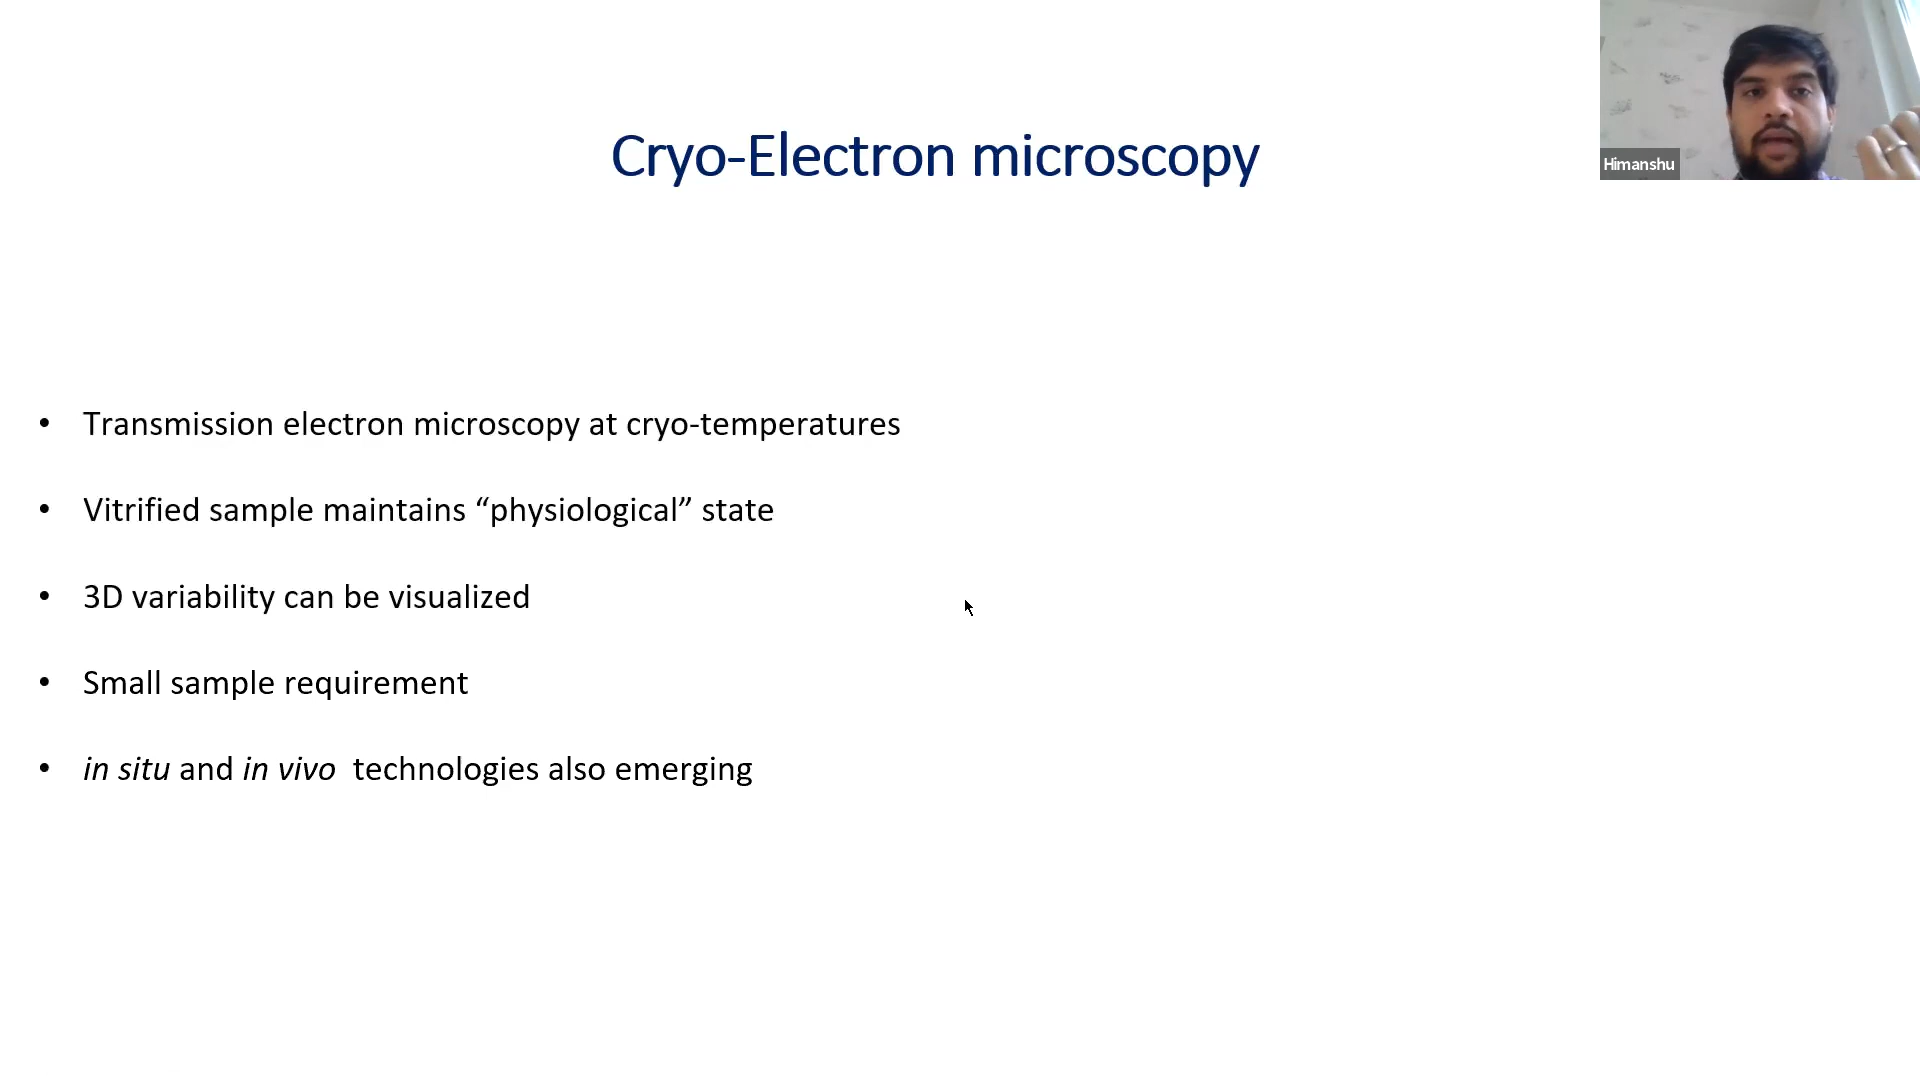 Cryo-Electron microscopy
Himanshu
• Transmission electron microscopy at cryo-temperatures
• Vitrified sample maintains “physiological” state
• 3D variability can be visualized
• Small sample requirement
• in situ and in vivo  technologies also emerging